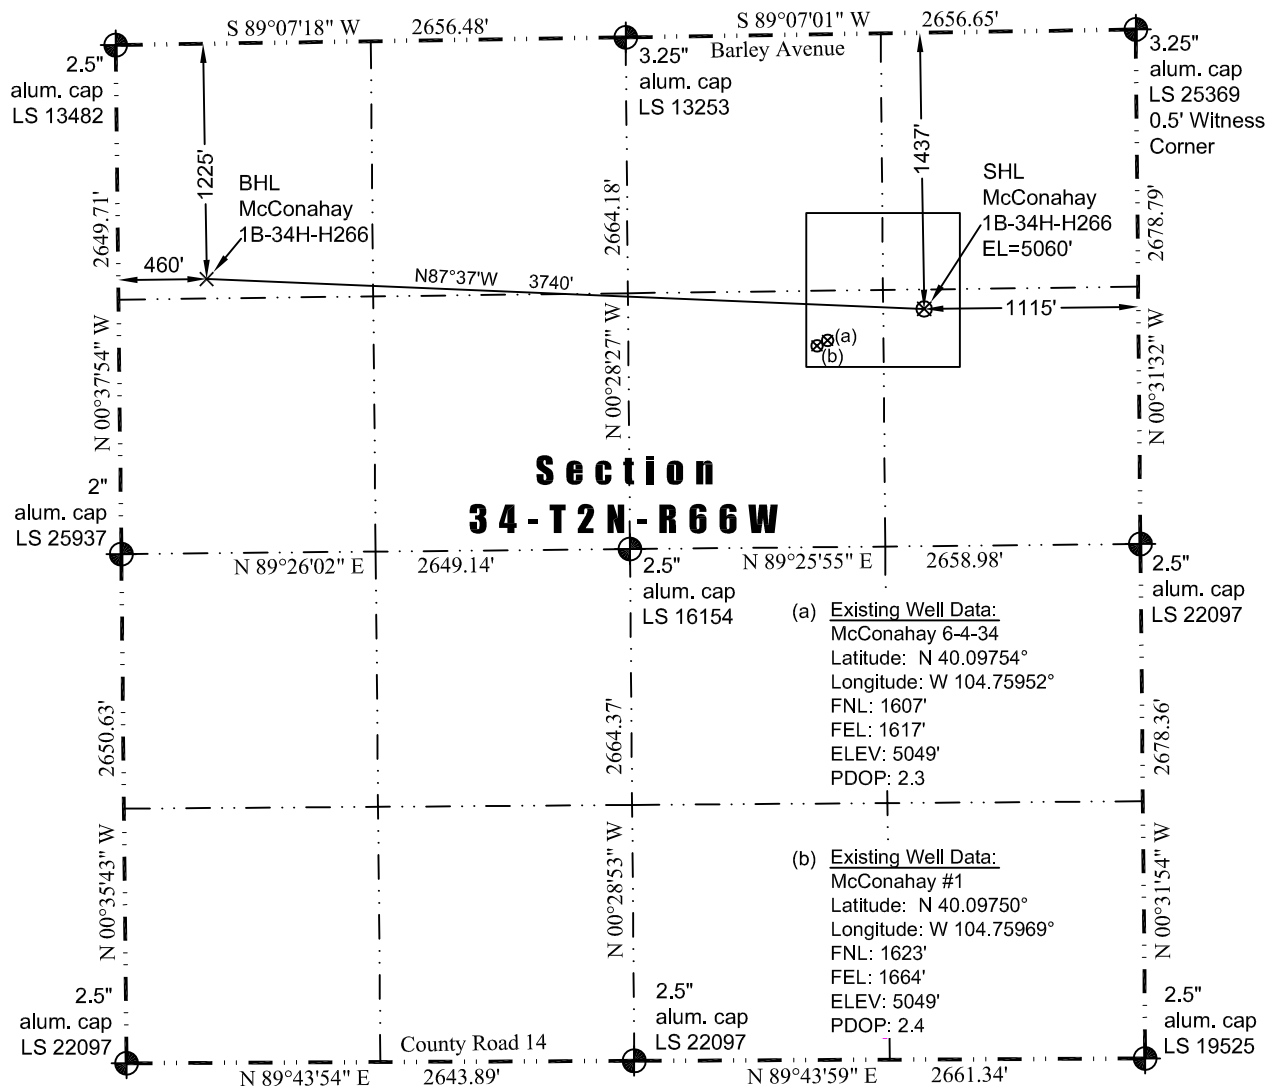 S 89°07'18" W 2656.48'
S 89°07'01" W 2656.65'
Barley Avenue
2.5"
alum. cap
LS 13482
3.25"
alum. cap
LS 13253
3.25"
alum. cap
LS 25369
0.5' Witness
Corner
1225'
1437'
BHL
McConahay
1B-34H-H266
SHL
McConahay
1B-34H-H266
EL=5060'
2649.71'
2664.18'
2678.79'
460'
N87°37'W 3740'
1115'
(a)
(b)
N 00°37'54" W
N 00°28'27" W
N 00°31'32" W
Section
34-T2N-R66W
2"
alum. cap
LS 25937
N 89°26'02" E 2649.14'
N 89°25'55" E 2658.98'
2.5"
alum. cap
LS 16154
2.5"
alum. cap
LS 22097
(a) Existing Well Data:
McConahay 6-4-34
Latitude: N 40.09754°
Longitude: W 104.75952°
FNL: 1607'
FEL: 1617'
ELEV: 5049'
PDOP: 2.3
2650.63'
2664.37'
2678.36'
(b) Existing Well Data:
McConahay #1
Latitude: N 40.09750°
Longitude: W 104.75969°
FNL: 1623'
FEL: 1664'
ELEV: 5049'
PDOP: 2.4
N 00°35'43" W
N 00°28'53" W
N 00°31'54" W
2.5"
alum. cap
LS 22097
2.5"
alum. cap
LS 22097
2.5"
alum. cap
LS 19525
County Road 14
N 89°43'54" E 2643.89'
N 89°43'59" E 2661.34'